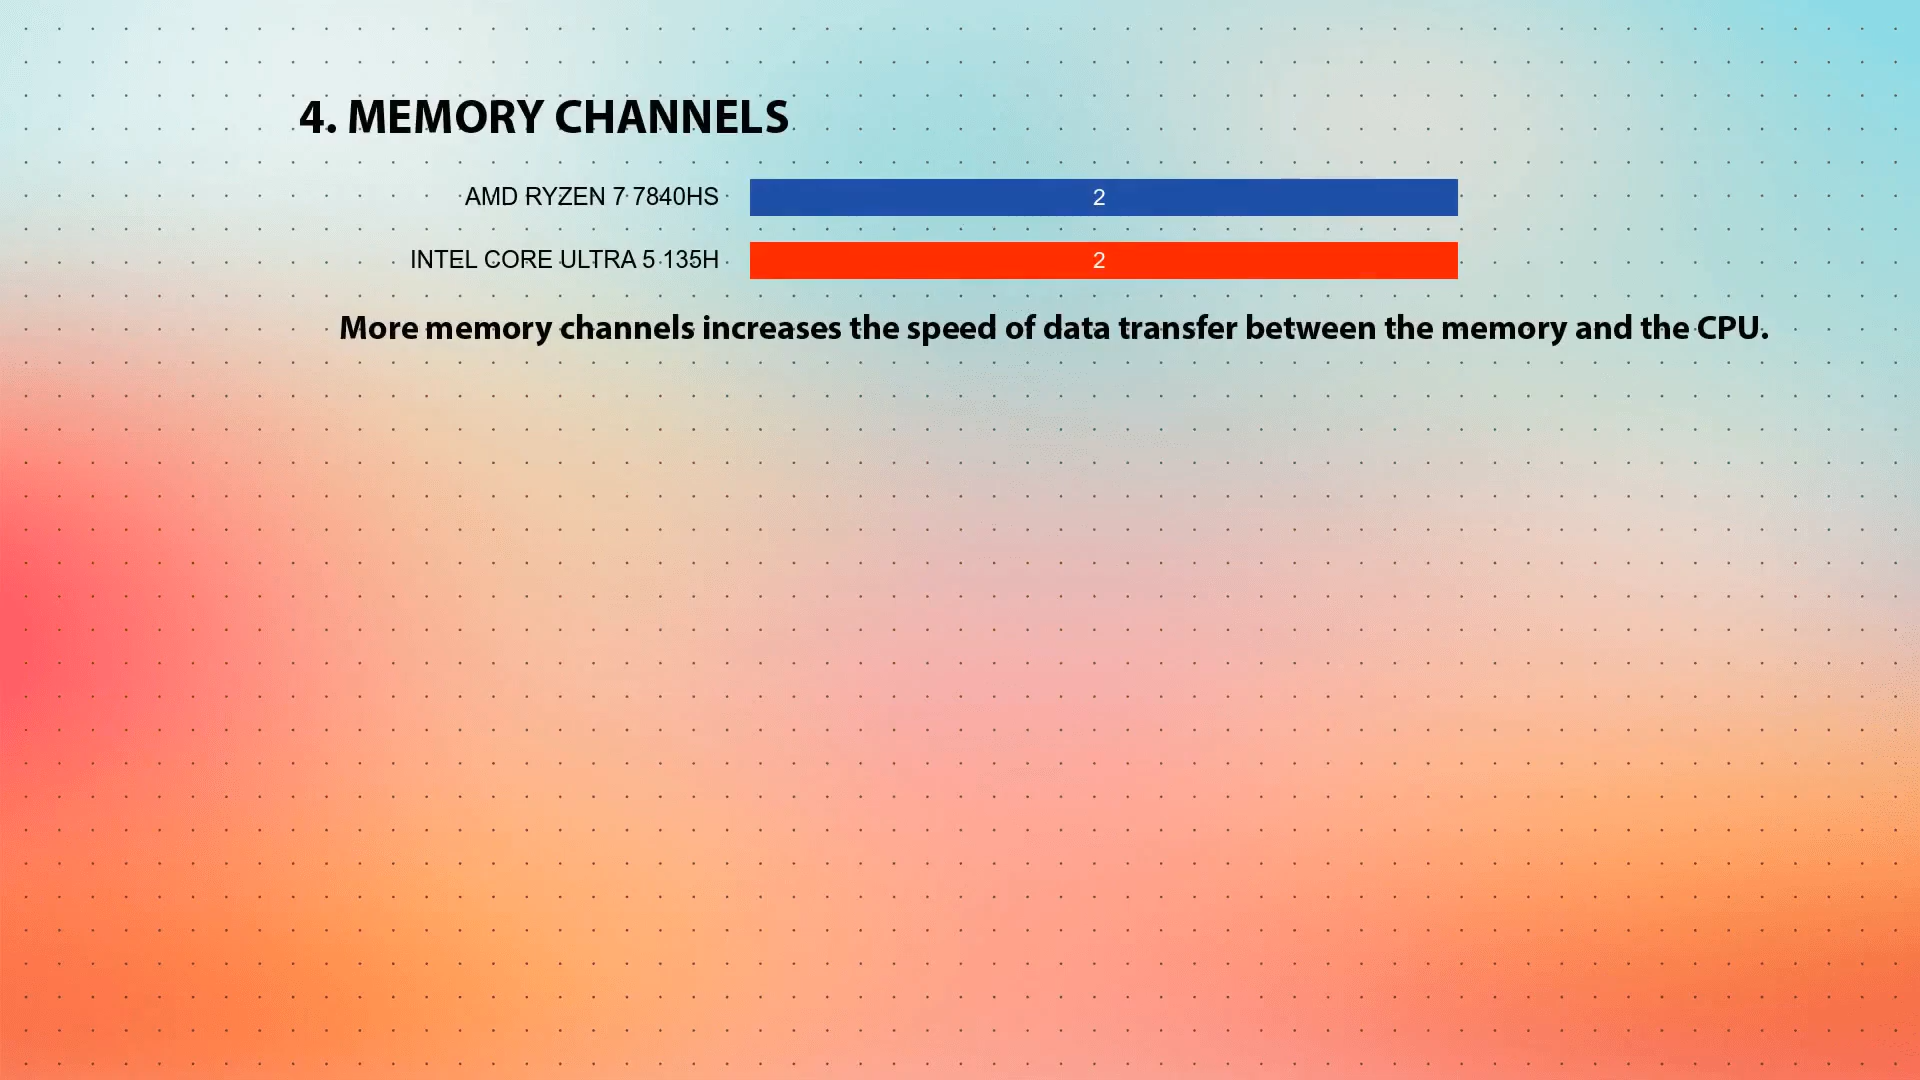 4. MEMORY CHANNELS
AMD RYZEN 7 7840HS
2
INTEL CORE ULTRA 5 135H
2
More memory channels increases the speed of data transfer between the memory and the CPU.